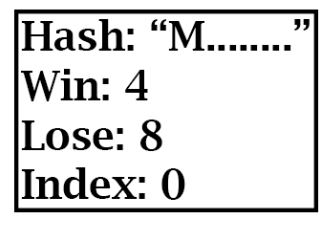 Hash: “M........”
Win: 4
Lose: 8
Index: 0